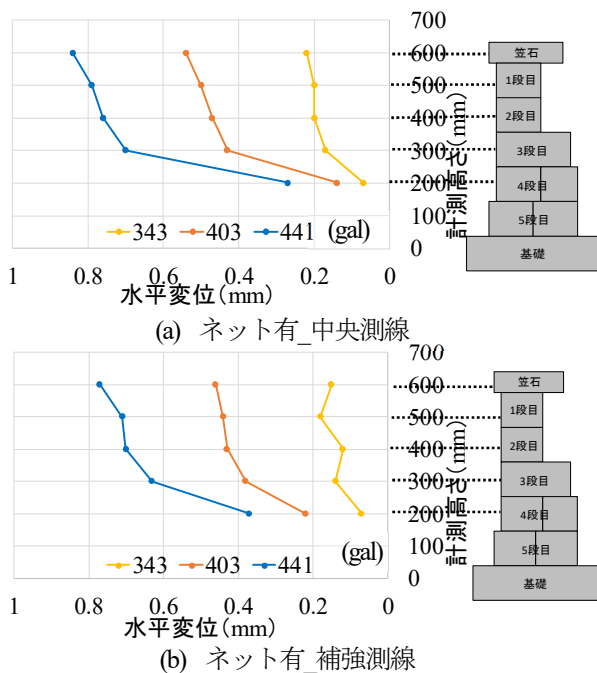 700
600
500
400
300
200
100
0
計測高さ(mm)
笠石
1段目
2段目
3段目
4段目
5段目
基礎
343 403 441 (gal)
1 0.8 0.6 0.4 0.2 0
水平変位(mm)
(a) ネット有_中央測線
700
600
500
400
300
200
100
0
計測高さ(mm)
笠石
1段目
2段目
3段目
4段目
5段目
基礎
343 403 441 (gal)
1 0.8 0.6 0.4 0.2 0
水平変位(mm)
(b) ネット有_補強測線